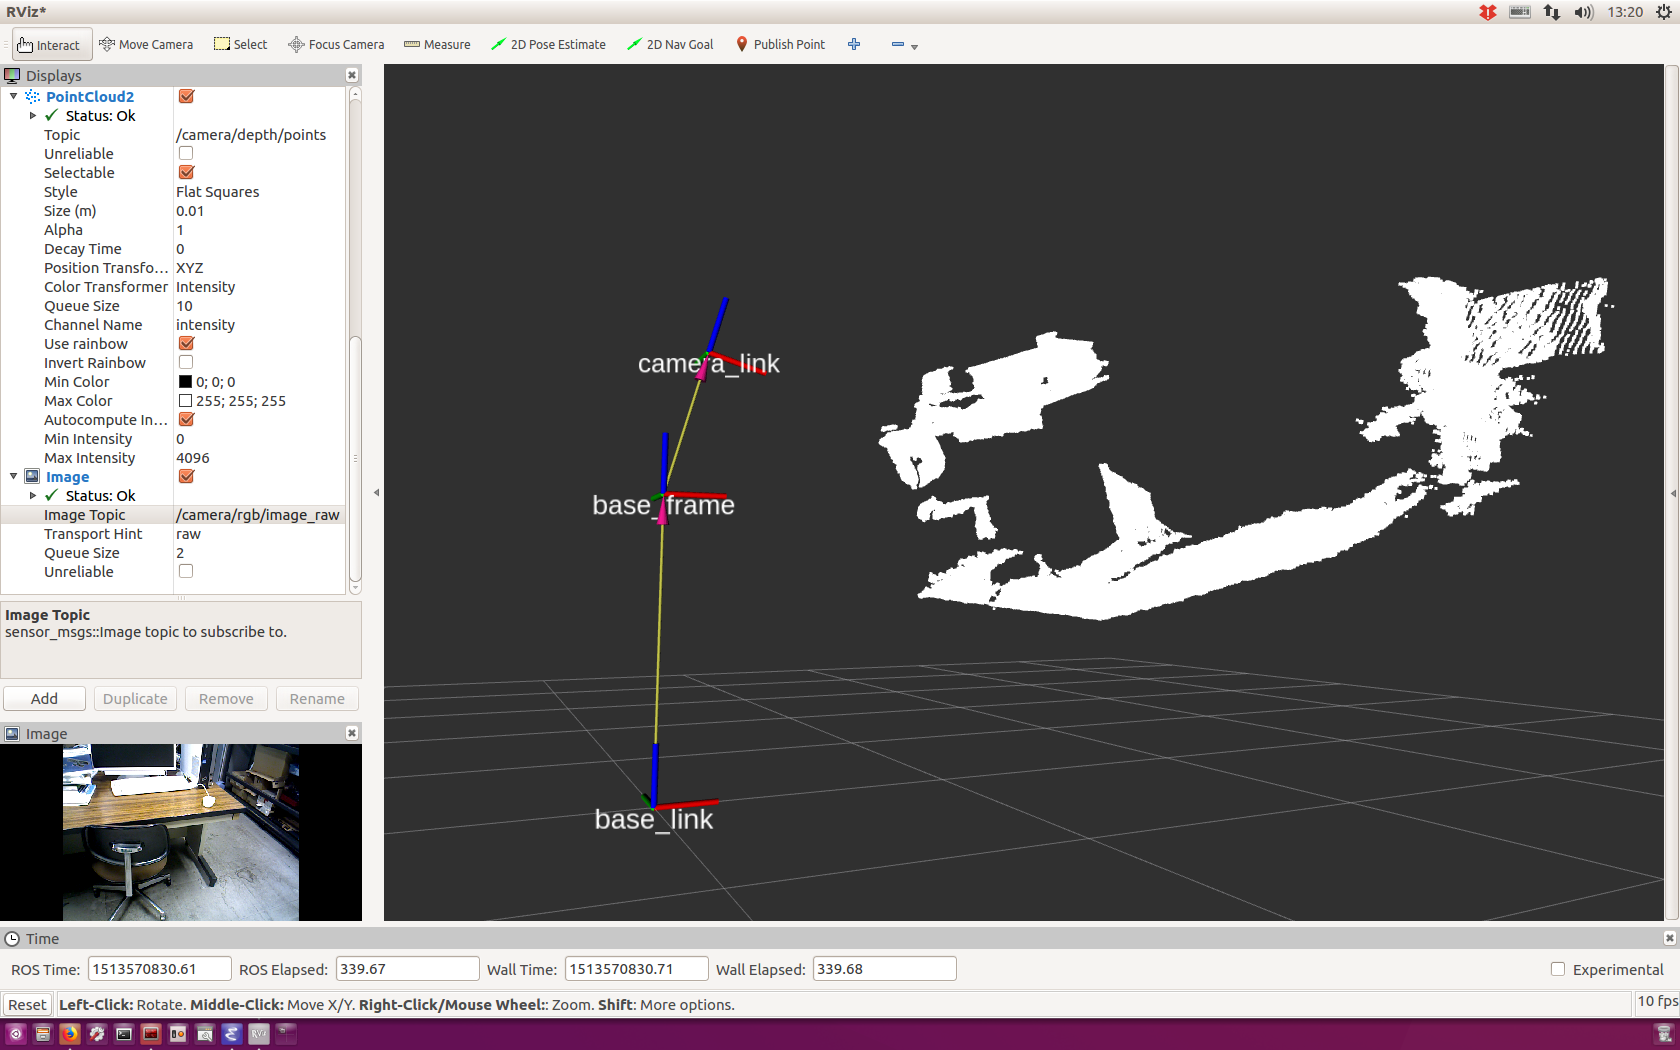 RViz*
13:20
Interact
Move Camera
Select
Focus Camera
Measure
2D Pose Estimate
2D Nav Goal
Publish Point
Displays
PointCloud2
Status: Ok
Topic /camera/depth/points
Unreliable
Selectable
Style Flat Squares
Size (m) 0.01
Alpha 1
Decay Time 0
Position Transfo... XYZ
Color Transformer Intensity
Queue Size 10
Channel Name intensity
Use rainbow
Invert Rainbow
Min Color 0; 0; 0
Max Color 255; 255; 255
Autocompute In...
Min Intensity 0
Max Intensity 4096
Image
Status: Ok
Image Topic /camera/rgb/image_raw
Transport Hint raw
Queue Size 2
Unreliable
Image Topic
sensor_msgs::Image topic to subscribe to.
Add Duplicate Remove Rename
Image
camera_link
base_frame
base_link
Time
ROS Time: 1513570830.61 ROS Elapsed: 339.67 Wall Time: 1513570830.71 Wall Elapsed: 339.68 Experimental
Reset Left-Click: Rotate. Middle-Click: Move X/Y. Right-Click/Mouse Wheel:: Zoom. Shift: More options. 10 fps